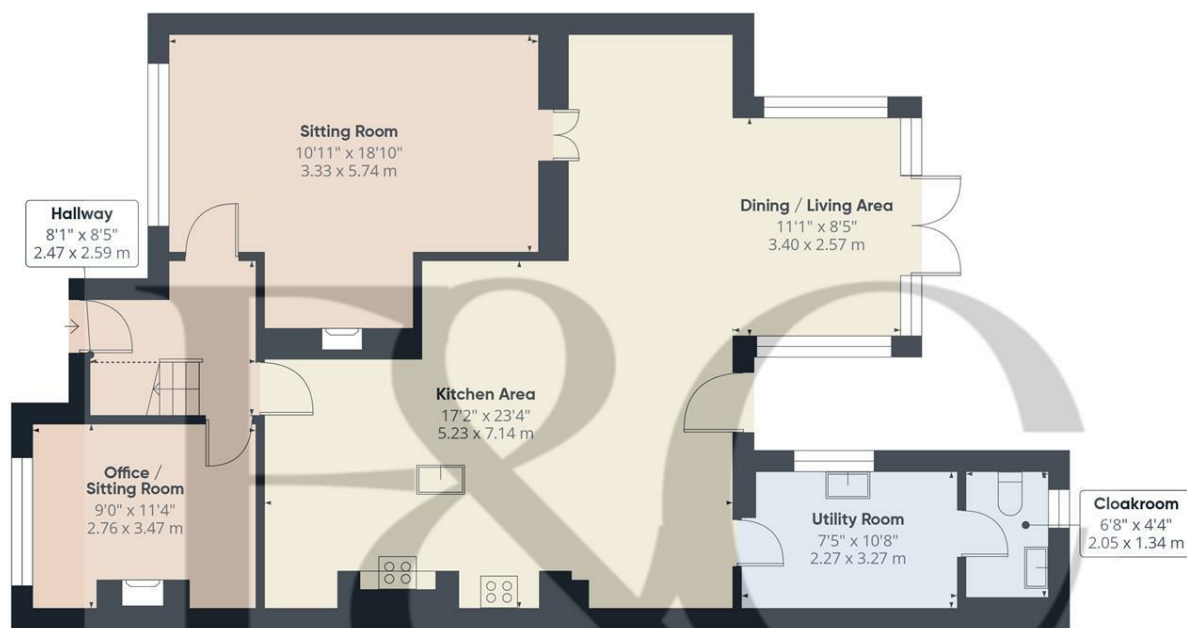 Sitting Room
10'11" x 18'10"
3.33 x 5.74 m
Hallway
8'1" x 8'5"
2.47 x 2.59 m
Dining / Living Area
11'1" x 8'5"
3.40 x 2.57 m
Kitchen Area
17'2" x 23'4"
5.23 x 7.14 m
Office /
Sitting Room
9'0" x 11'4"
2.76 x 3.47 m
Utility Room
7'5" x 10'8"
2.27 x 3.27 m
Cloakroom
6'8" x 4'4"
2.05 x 1.34 m
F&C